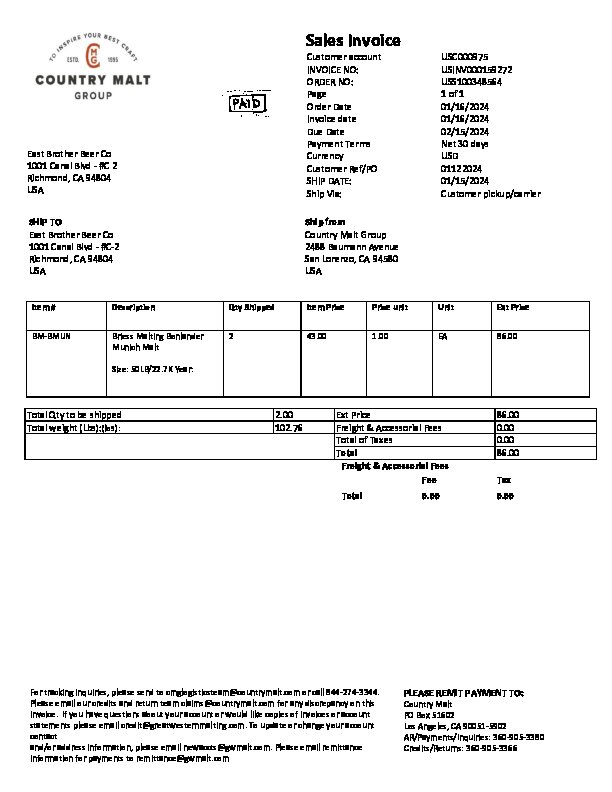 TO INSPIRE YOUR BEST CRAFT
ESTD. CMG 1995
COUNTRY MALT
GROUP
PAID
Sales Invoice
Customer account USC000975
INVOICE NO: USINV000159272
ORDER NO: USS100348564
Page 1 of 1
Order Date 01/16/2024
Invoice date 01/16/2024
Due Date 02/15/2024
Payment Terms Net 30 days
Currency USD
Customer Ref/PO 01122024
SHIP DATE: 01/15/2024
Ship Via: Customer pickup/carrier
East Brother Beer Co
1001 Canal Blvd - #C-2
Richmond, CA 94804
USA
SHIP TO
East Brother Beer Co
1001 Canal Blvd - #C-2
Richmond, CA 94804
USA
Ship from
Country Malt Group
2488 Baumann Avenue
San Lorenzo, CA 94580
USA
Item# Description Qty Shipped Item Price Price unit Unit Ext Price
BM-BMUN Briess Malting Bonlander 2 43.00 1.00 EA 86.00
Munich Malt
Size: 50LB/22.7K Year:
Total Qty to be shipped 2.00 Ext Price 86.00
Total weight (Lbs):(lbs): 102.76 Freight & Accessorial Fees 0.00
Total of Taxes 0.00
Total 86.00
Freight & Accessorial Fees
Fee Tax
Total 0.00 0.00
For tracking inquiries, please send to cmglogisticsteam@countrymalt.com or call 844-274-3344.
Please email our credits and return team claims@countrymalt.com for any discrepancy on this
invoice. If you have questions about your account or would like copies of invoices or account
statements please email credit@greatwesternmalting.com. To update or change your account
contact
and/or address information, please email newaccts@gwmalt.com. Please email remittance
information for payments to remittance@gwmalt.com
PLEASE REMIT PAYMENT TO:
Country Malt
PO Box 51602
Los Angeles, CA 90051-5902
AR/Payments/Inquiries: 360-905-3380
Credits/Returns: 360-905-3366